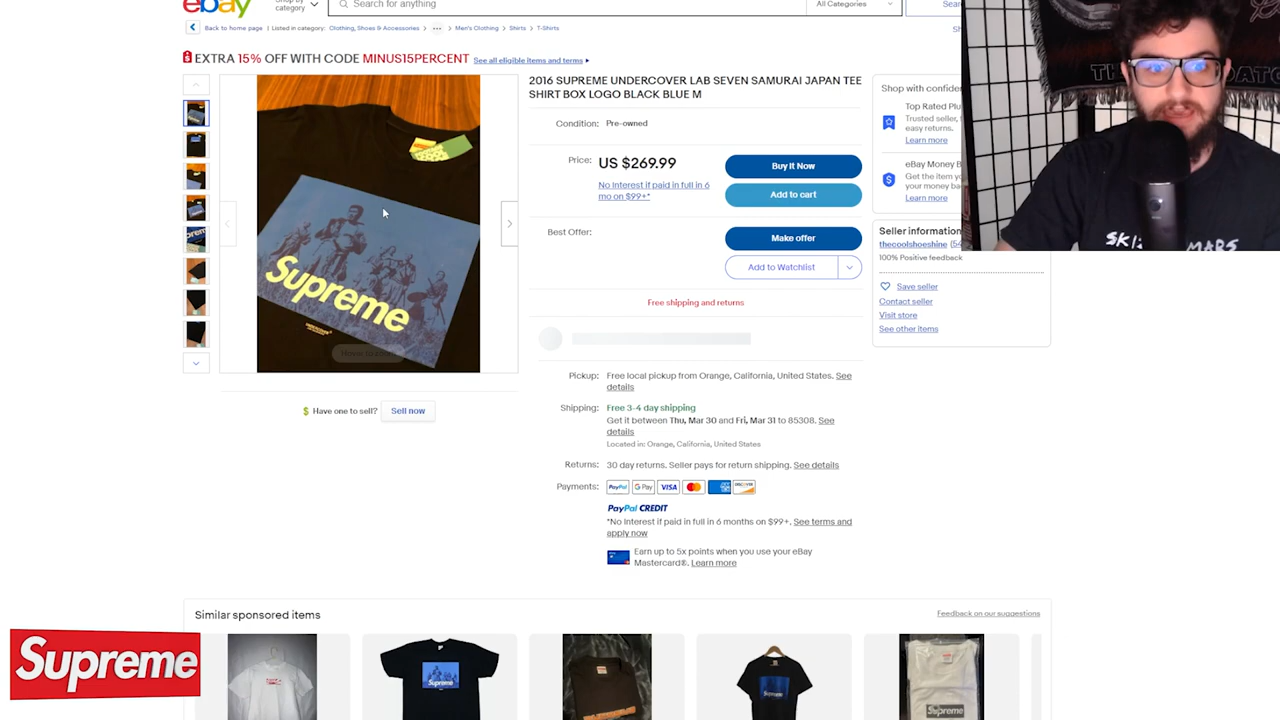 ebay
Shop by
category
Search for anything
All Categories
Back to home page | Listed in category: Clothing, Shoes & Accessories > ... > Men's Clothing > Shirts > T-Shirts
EXTRA 15% OFF WITH CODE MINUS15PERCENT See all eligible items and terms
2016 SUPREME UNDERCOVER LAB SEVEN SAMURAI JAPAN TEE
SHIRT BOX LOGO BLACK BLUE M
Condition: Pre-owned
Price: US $269.99
Buy It Now
No Interest if paid in full in 6
mo on $99+*
Add to cart
Best Offer:
Make offer
Add to Watchlist
Free shipping and returns
Supreme
Pickup: Free local pickup from Orange, California, United States. See
details
Shipping: Free 3-4 day shipping
Get it between Thu, Mar 30 and Fri, Mar 31 to 85308. See
details
Located in: Orange, California, United States
Returns: 30 day returns. Seller pays for return shipping. See details
Payments: PayPal G Pay VISA DISCOVER
PayPal CREDIT
*No Interest if paid in full in 6 months on $99+. See terms and
apply now
Earn up to 5x points when you use your eBay
Mastercard®. Learn more
Have one to sell? Sell now
Shop with confiden
Top Rated Plu
Trusted seller,
easy returns.
Learn more
eBay Money B
Get the item y
your money ba
Learn more
Seller information
thecoolshoeshine
100% Positive feedback
Save seller
Contact seller
Visit store
See other items
MARS
Similar sponsored items
Feedback on our suggestions
Supreme
Supreme
Supreme